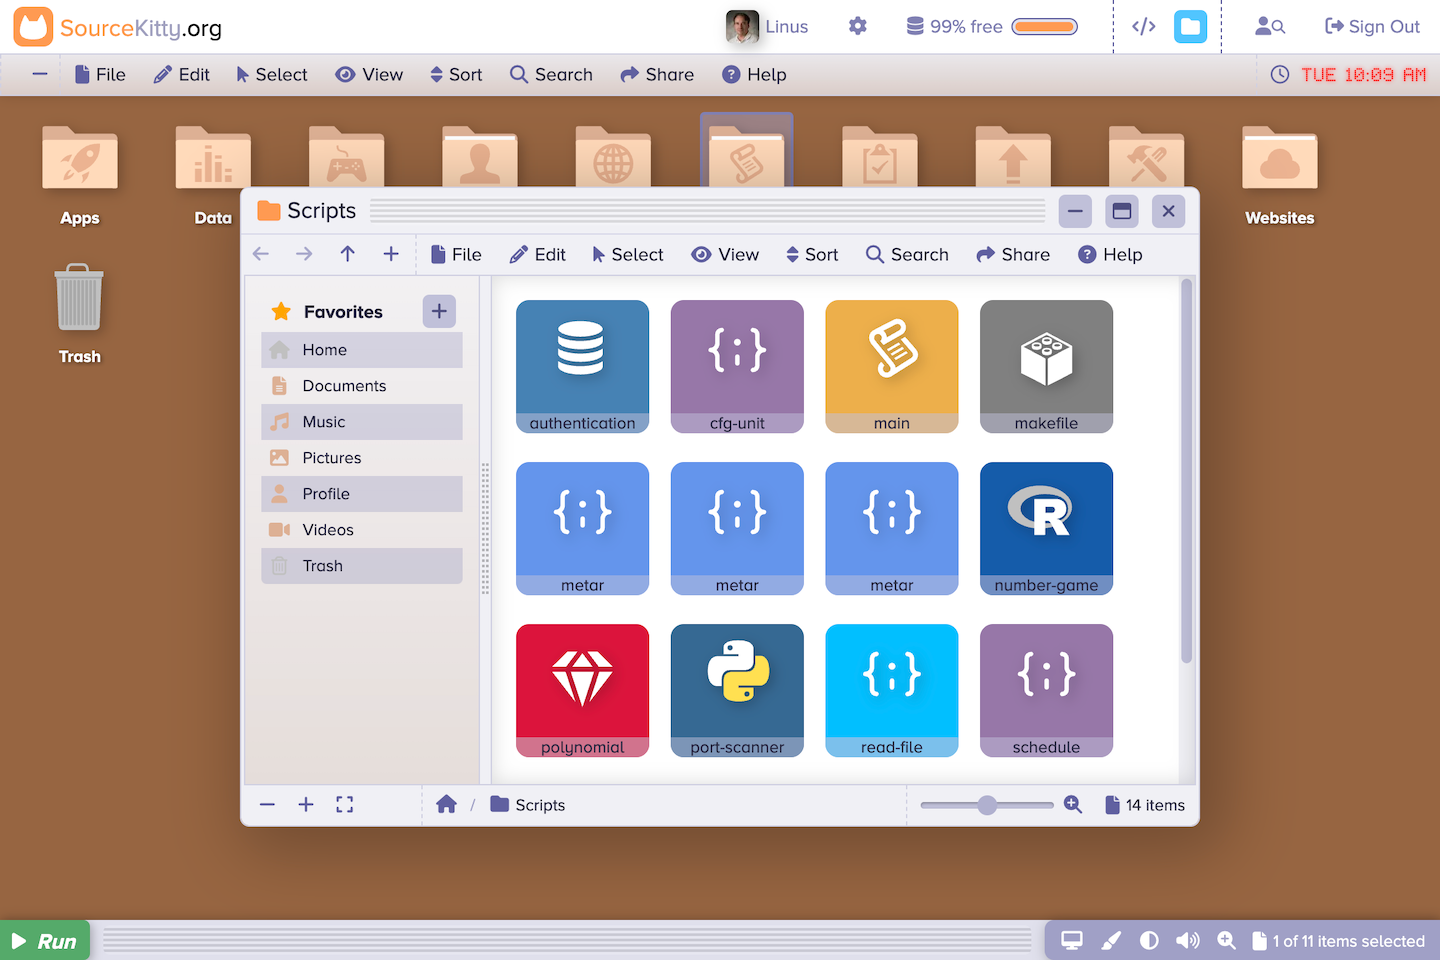 SourceKitty.org
Linus
99% free
Sign Out
File Edit Select View Sort Search Share Help
TUE 10:09 AM
Apps
Data
Websites
Trash
Scripts
File Edit Select View Sort Search Share Help
Favorites
Home
Documents
Music
Pictures
Profile
Videos
Trash
authentication cfg-unit main makefile
metar metar metar number-game
polynomial port-scanner read-file schedule
/ Scripts
14 items
Run
1 of 11 items selected